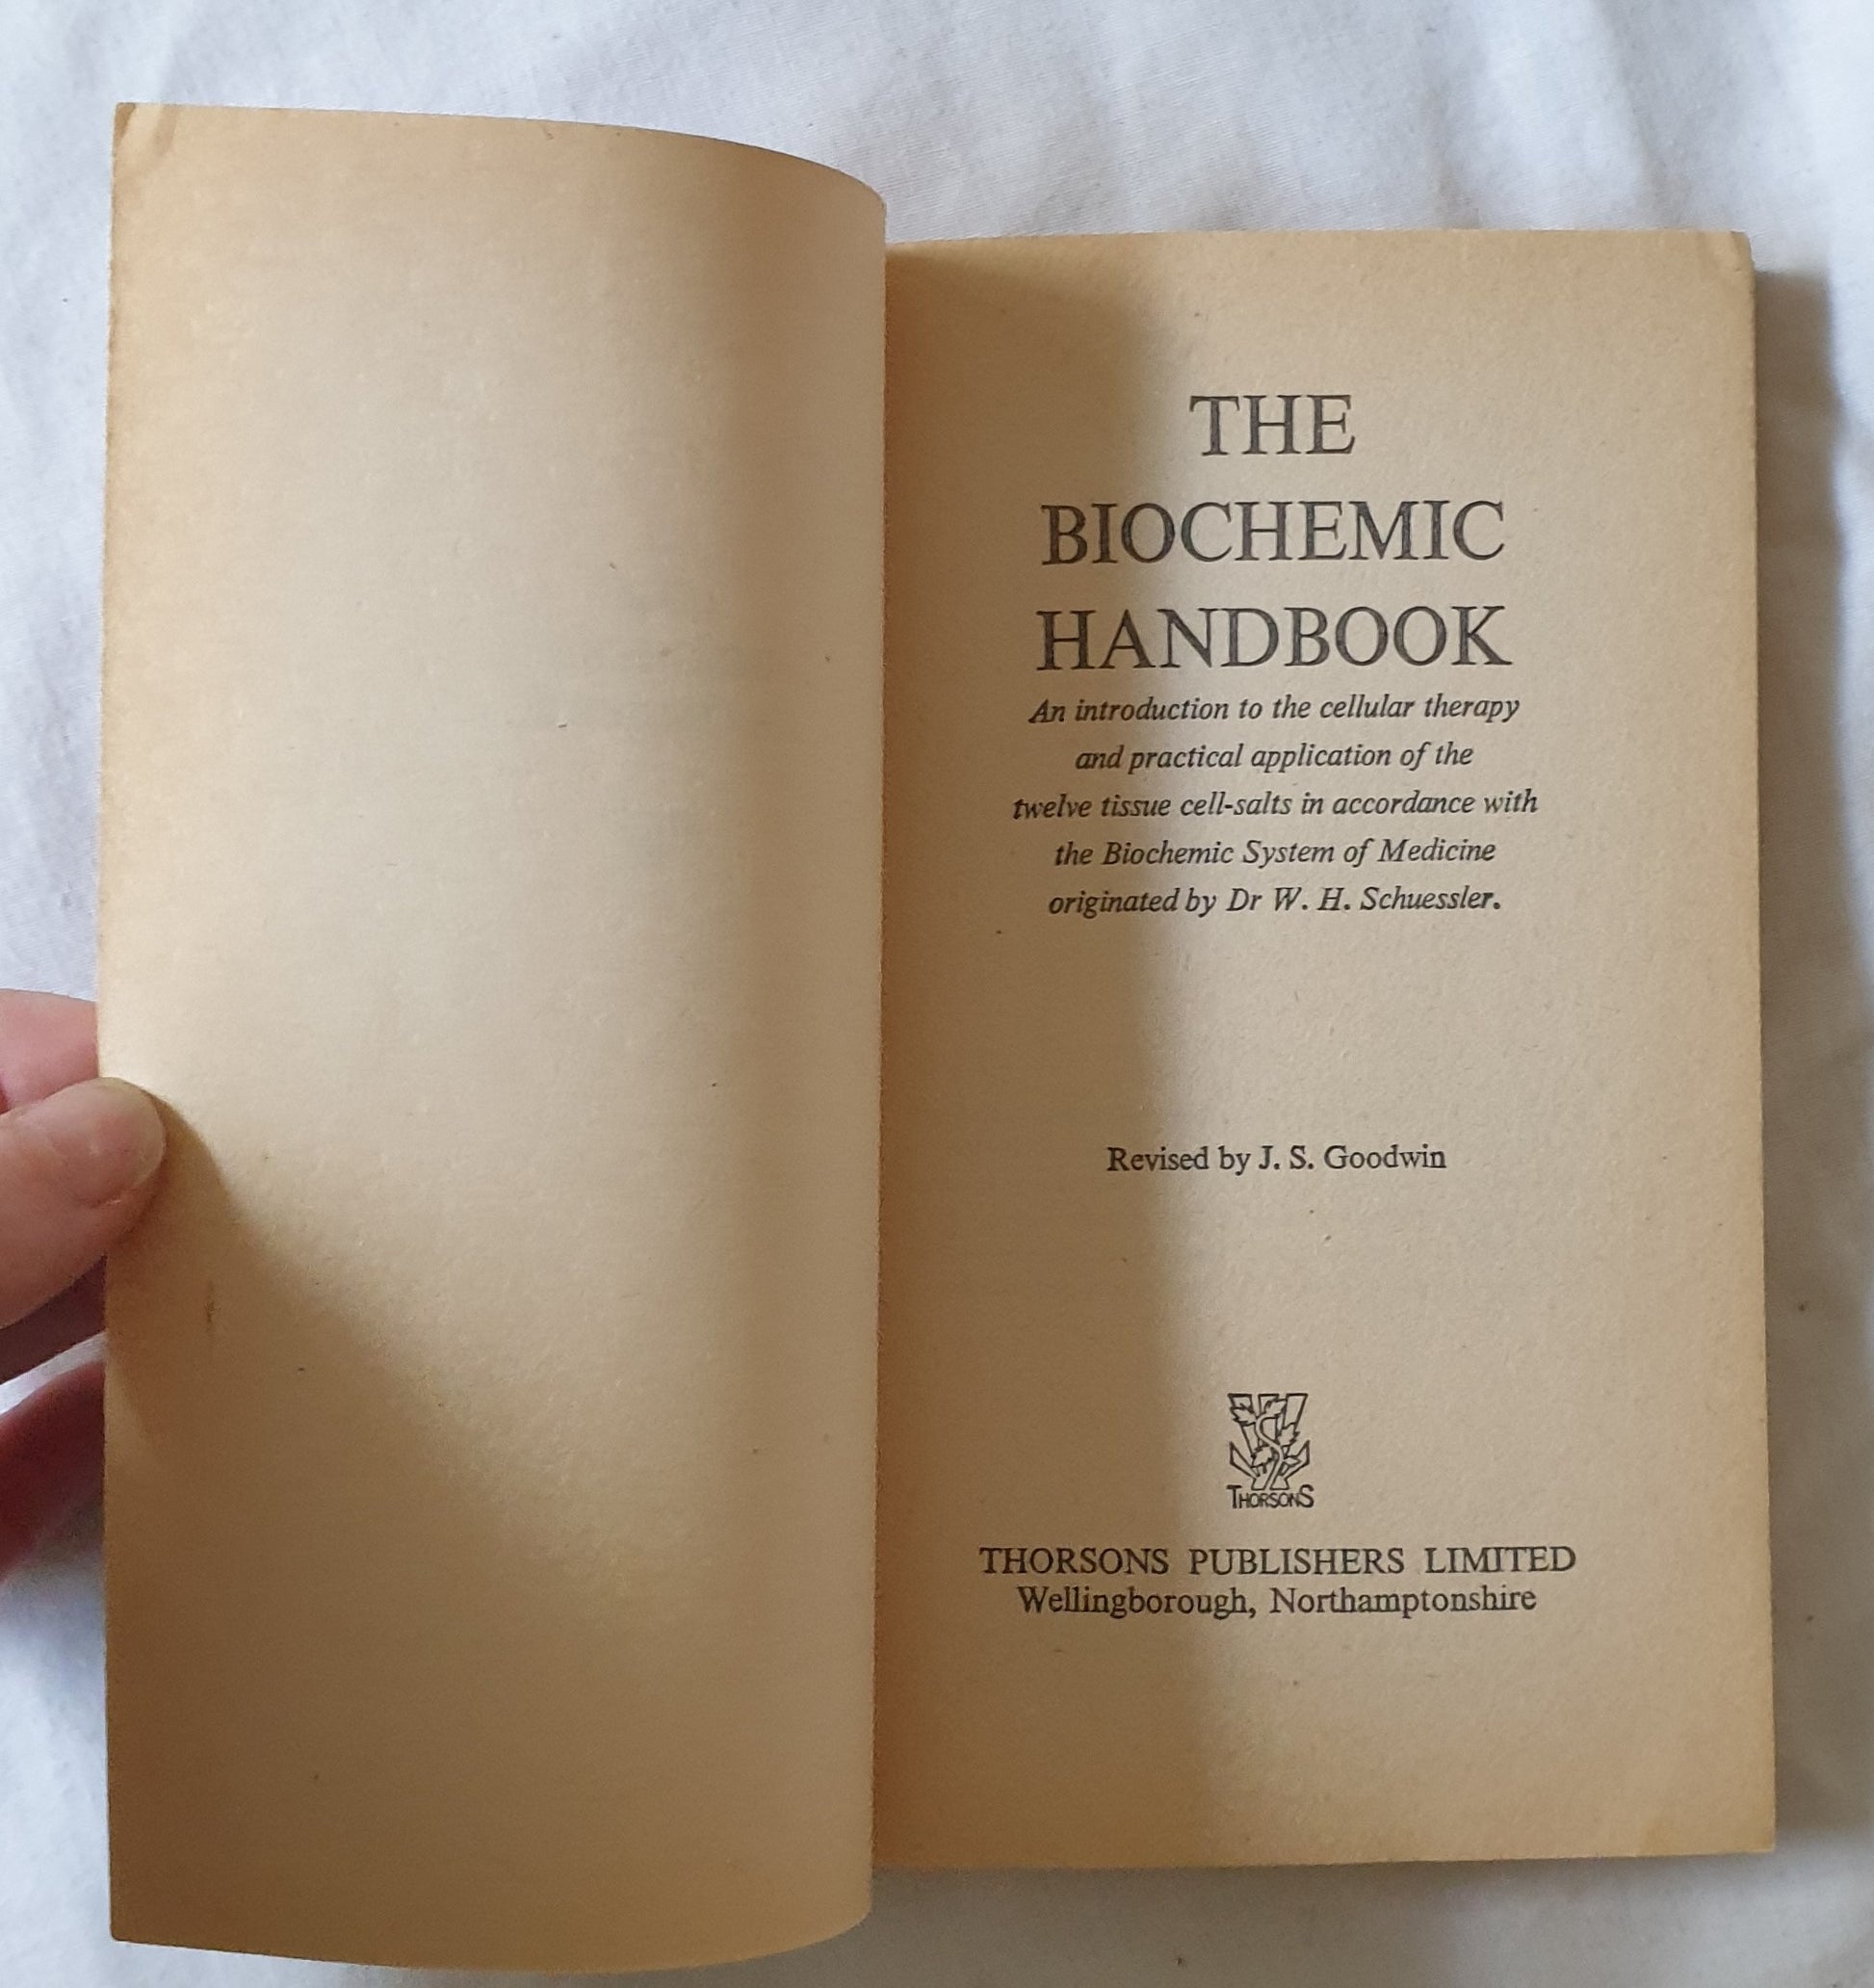 THE
BIOCHEMIC
HANDBOOK
An introduction to the cellular therapy
and practical application of the
twelve tissue cell-salts in accordance with
the Biochemic System of Medicine
originated by Dr W. H. Schuessler.
Revised by J. S. Goodwin
THORSONS
THORSONS PUBLISHERS LIMITED
Wellingborough, Northamptonshire